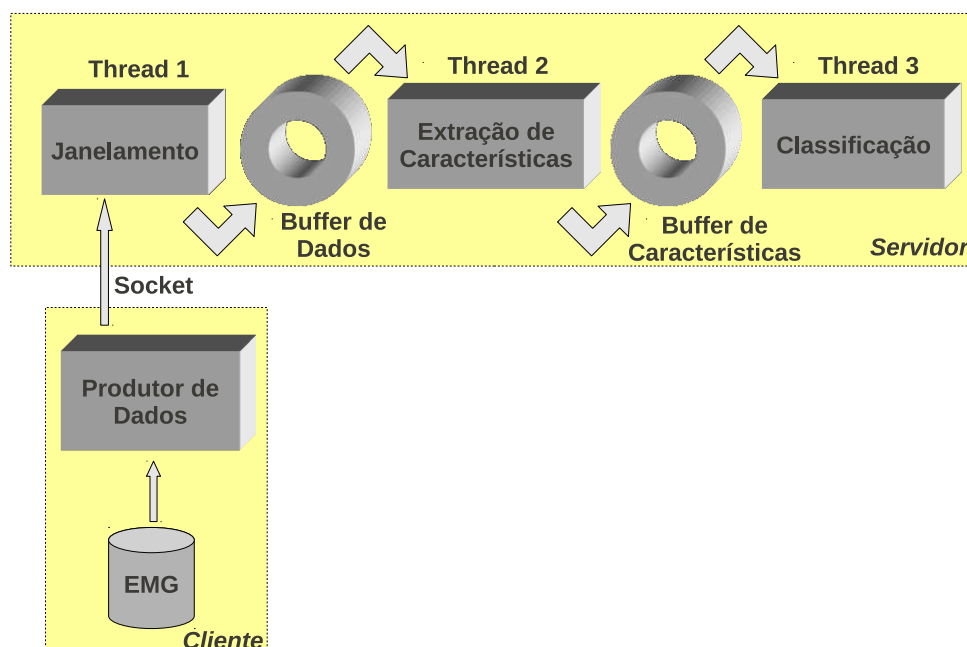 Thread 1
Thread 2
Thread 3
Janelamento
Extração de
Características
Classificação
Buffer de
Dados
Buffer de
Características
Servidor
Socket
Produtor de
Dados
EMG
Cliente